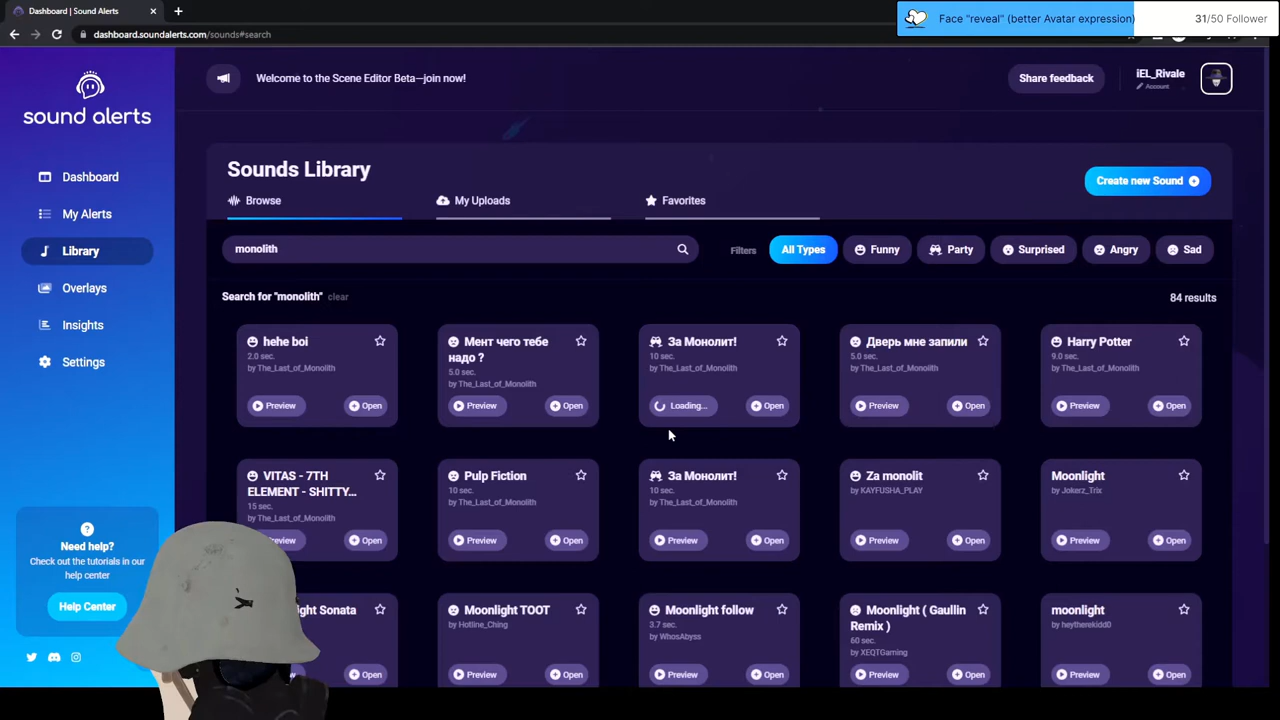 Dashboard | Sound Alerts
dashboard.soundalerts.com/sounds#search
Face "reveal" (better Avatar expression)
31/50 Follower
sound alerts
Welcome to the Scene Editor Beta—join now!
Share feedback
iEL_Rivale
Account
Dashboard
My Alerts
Library
Overlays
Insights
Settings
Sounds Library
Create new Sound
Browse
My Uploads
Favorites
monolith
Filters
All Types
Funny
Party
Surprised
Angry
Sad
Search for "monolith" clear
84 results
hehe boi
2.0 sec.
by The_Last_of_Monolith
Preview
Open
Мент чего тебе
надо ?
5.0 sec.
by The_Last_of_Monolith
Preview
Open
За Монолит!
10 sec.
by The_Last_of_Monolith
Loading...
Open
Дверь мне запили
5.0 sec.
by The_Last_of_Monolith
Preview
Open
Harry Potter
9.0 sec.
by The_Last_of_Monolith
Preview
Open
VITAS - 7TH
ELEMENT - SHITTY...
15 sec.
by The_Last_of_Monolith
Preview
Open
Pulp Fiction
10 sec.
by The_Last_of_Monolith
Preview
Open
За Монолит!
10 sec.
by The_Last_of_Monolith
Preview
Open
Za monolit
by KAYFUSHA_PLAY
Preview
Open
Moonlight
by Jokerz_Trix
Preview
Open
ght Sonata
Open
Moonlight TOOT
by Hotline_Ching
Preview
Open
Moonlight follow
3.7 sec.
by WhosAbyss
Preview
Open
Moonlight ( Gaullin
Remix )
60 sec.
by XEQTGaming
Preview
Open
moonlight
by heytherekidd0
Preview
Open
Need help?
Check out the tutorials in our
help center
Help Center